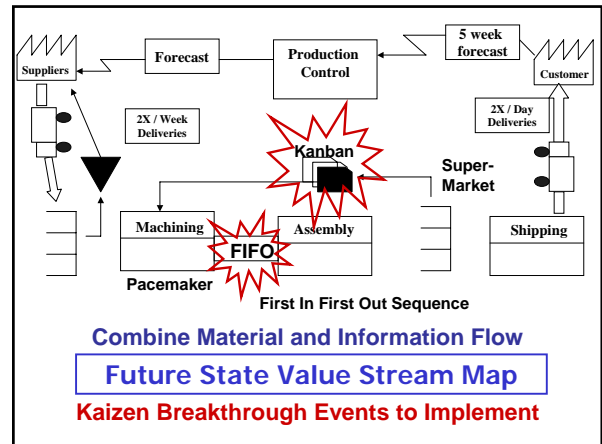 5 week
forecast
Forecast
Production
Control
Suppliers
Customer
2X / Week
Deliveries
2X / Day
Deliveries
Kanban
Super-
Market
Machining
FIFO
Assembly
Shipping
Pacemaker
First In First Out Sequence
Combine Material and Information Flow
Future State Value Stream Map
Kaizen Breakthrough Events to Implement